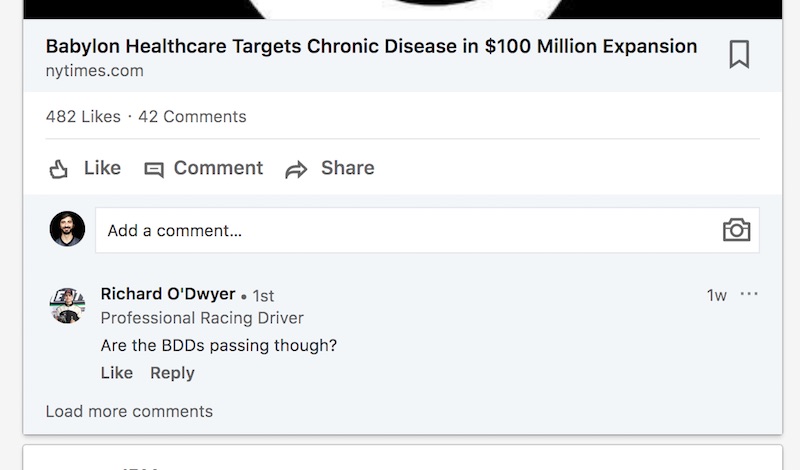 Babylon Healthcare Targets Chronic Disease in $100 Million Expansion
nytimes.com
482 Likes · 42 Comments
Like Comment Share
Add a comment...
Richard O'Dwyer • 1st 1w ...
Professional Racing Driver
Are the BDDs passing though?
Like Reply
Load more comments